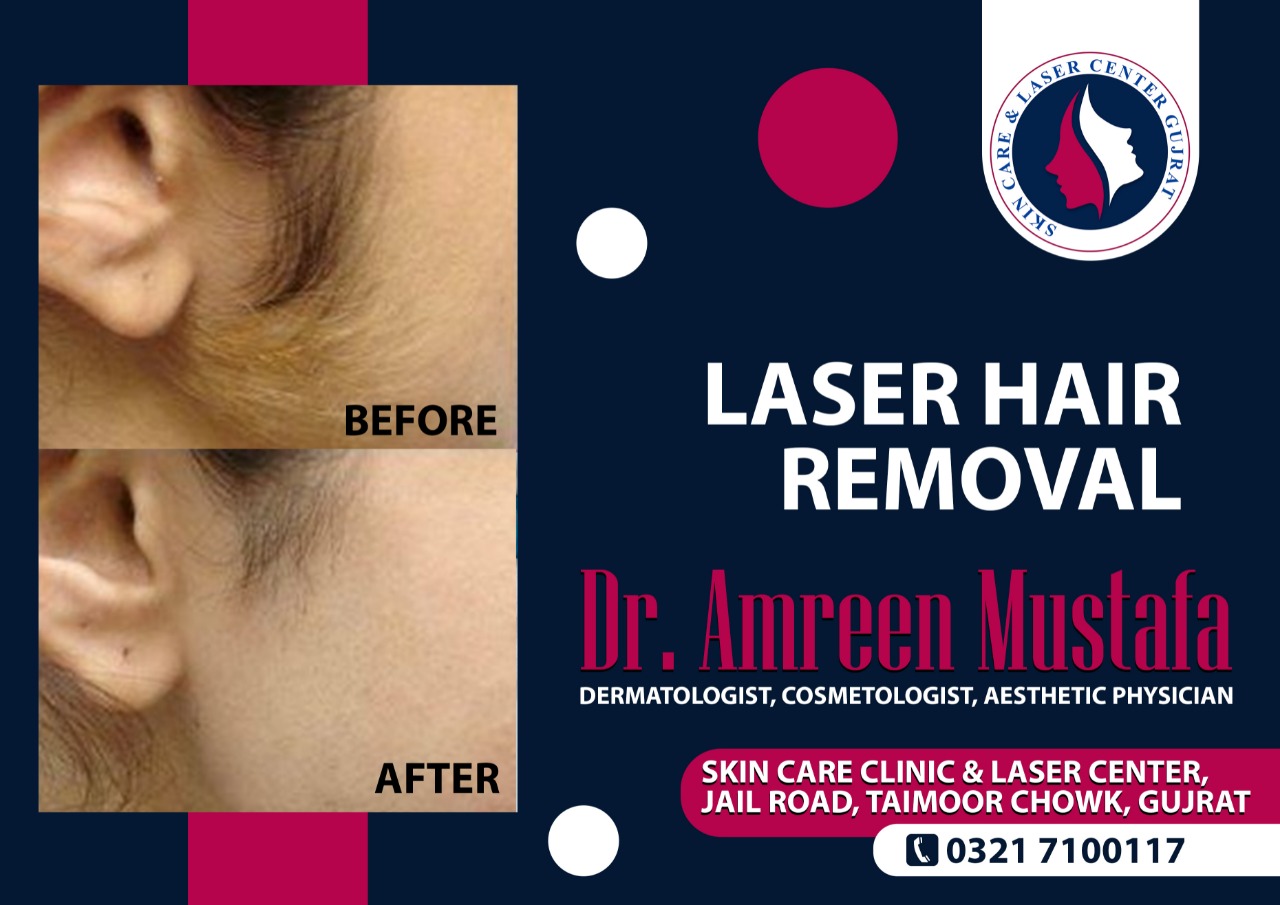 SKIN CARE & LASER CENTER GUJRAT
BEFORE
AFTER
LASER HAIR
REMOVAL
Dr. Amreen Mustafa
DERMATOLOGIST, COSMETOLOGIST, AESTHETIC PHYSICIAN
SKIN CARE CLINIC & LASER CENTER,
JAIL ROAD, TAIMOOR CHOWK, GUJRAT
0321 7100117